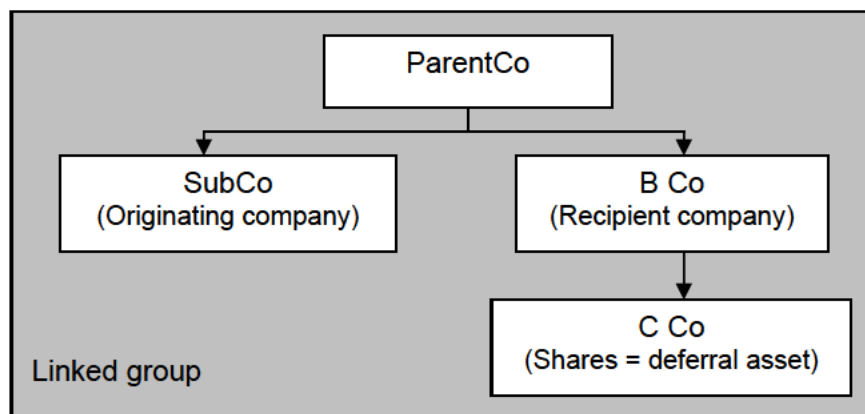 ParentCo
SubCo
(Originating company)
B Co
(Recipient company)
C Co
(Shares = deferral asset)
Linked group